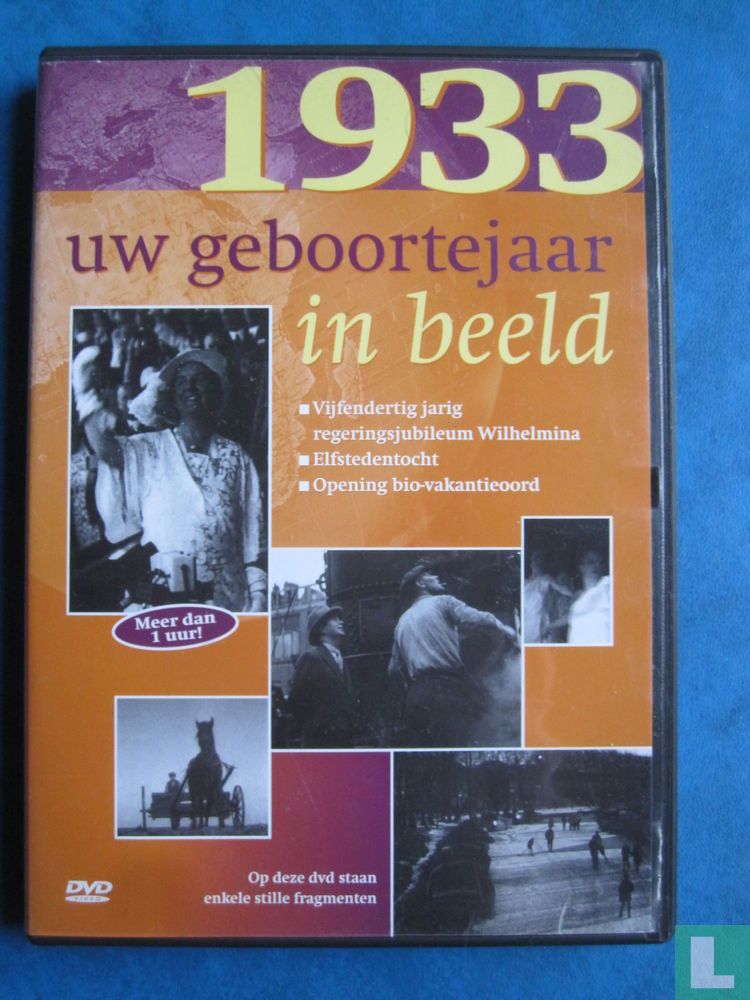 1933
uw geboortejaar
in beeld
▪ Vijfendertig jarig
regeringsjubileum Wilhelmina
▪ Elfstedentocht
▪ Opening bio-vakantieoord
Meer dan
1 uur!
Op deze dvd staan
enkele stille fragmenten
DVD
VIDEO
L